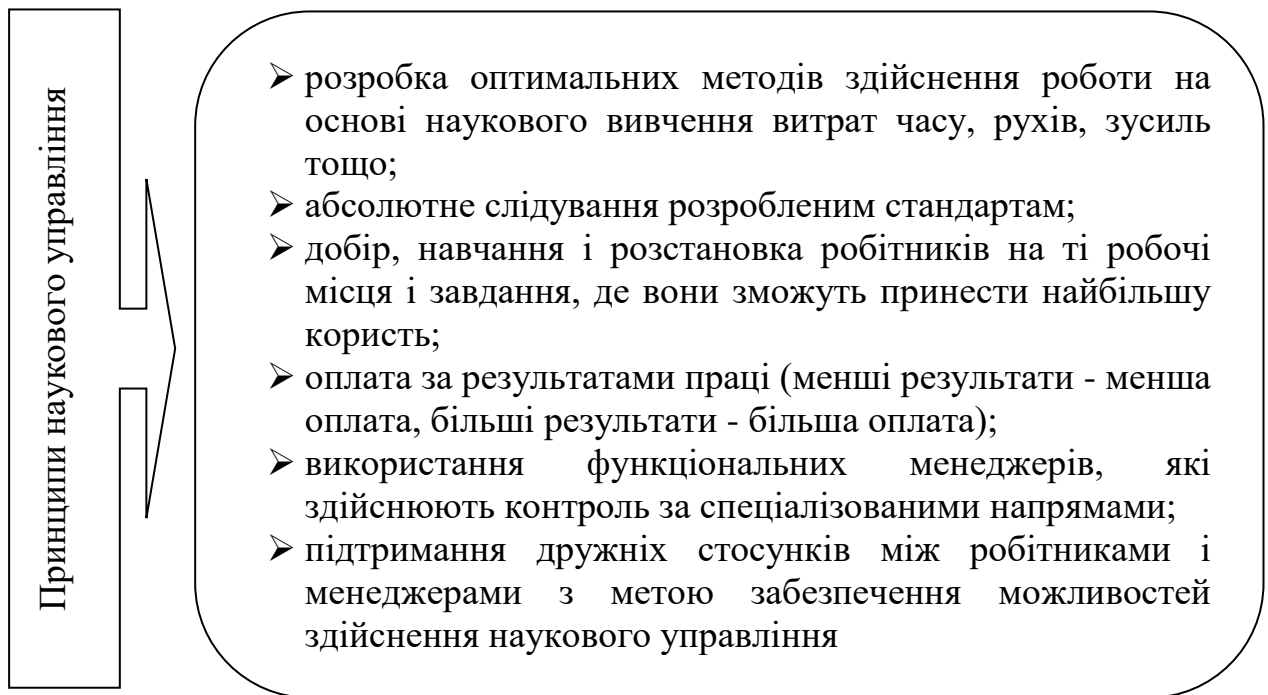 Принципи наукового управління
➢ розробка оптимальних методів здійснення роботи на
основі наукового вивчення витрат часу, рухів, зусиль
тощо;
➢ абсолютне слідування розробленим стандартам;
➢ добір, навчання і розстановка робітників на ті робочі
місця і завдання, де вони зможуть принести найбільшу
користь;
➢ оплата за результатами праці (менші результати - менша
оплата, більші результати - більша оплата);
➢ використання функціональних менеджерів, які
здійснюють контроль за спеціалізованими напрямами;
➢ підтримання дружніх стосунків між робітниками і
менеджерами з метою забезпечення можливостей
здійснення наукового управління